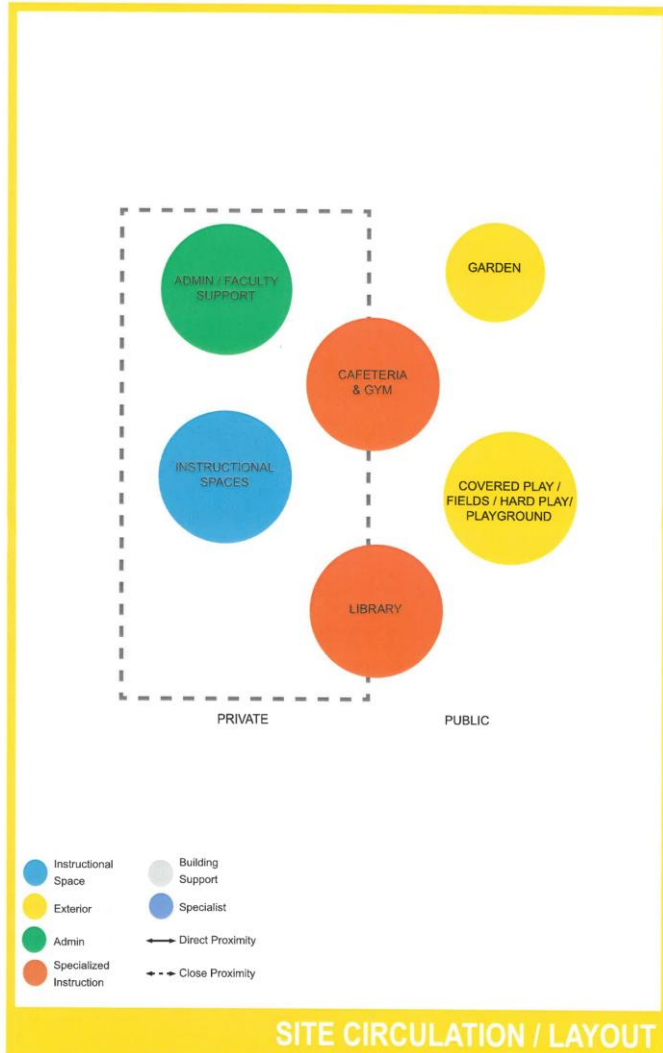 ADMIN / FACULTY
SUPPORT
GARDEN
CAFETERIA
& GYM
INSTRUCTIONAL
SPACES
COVERED PLAY /
FIELDS / HARD PLAY/
PLAYGROUND
LIBRARY
PRIVATE
PUBLIC
Instructional
Space
Building
Support
Exterior
Specialist
Admin
Direct Proximity
Specialized
Instruction
Close Proximity
SITE CIRCULATION / LAYOUT